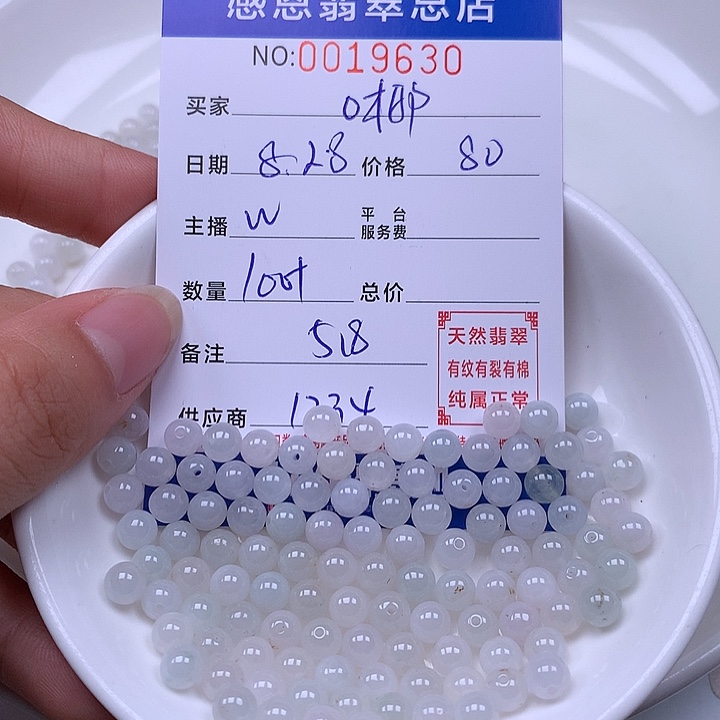 感恩翡翠总店
NO:0019630
买家
日期 8.28 价格 80
主播 W 平台服务费
数量 100+ 总价
备注 518
供应商 1234
天然翡翠
有纹有裂有棉
纯属正常